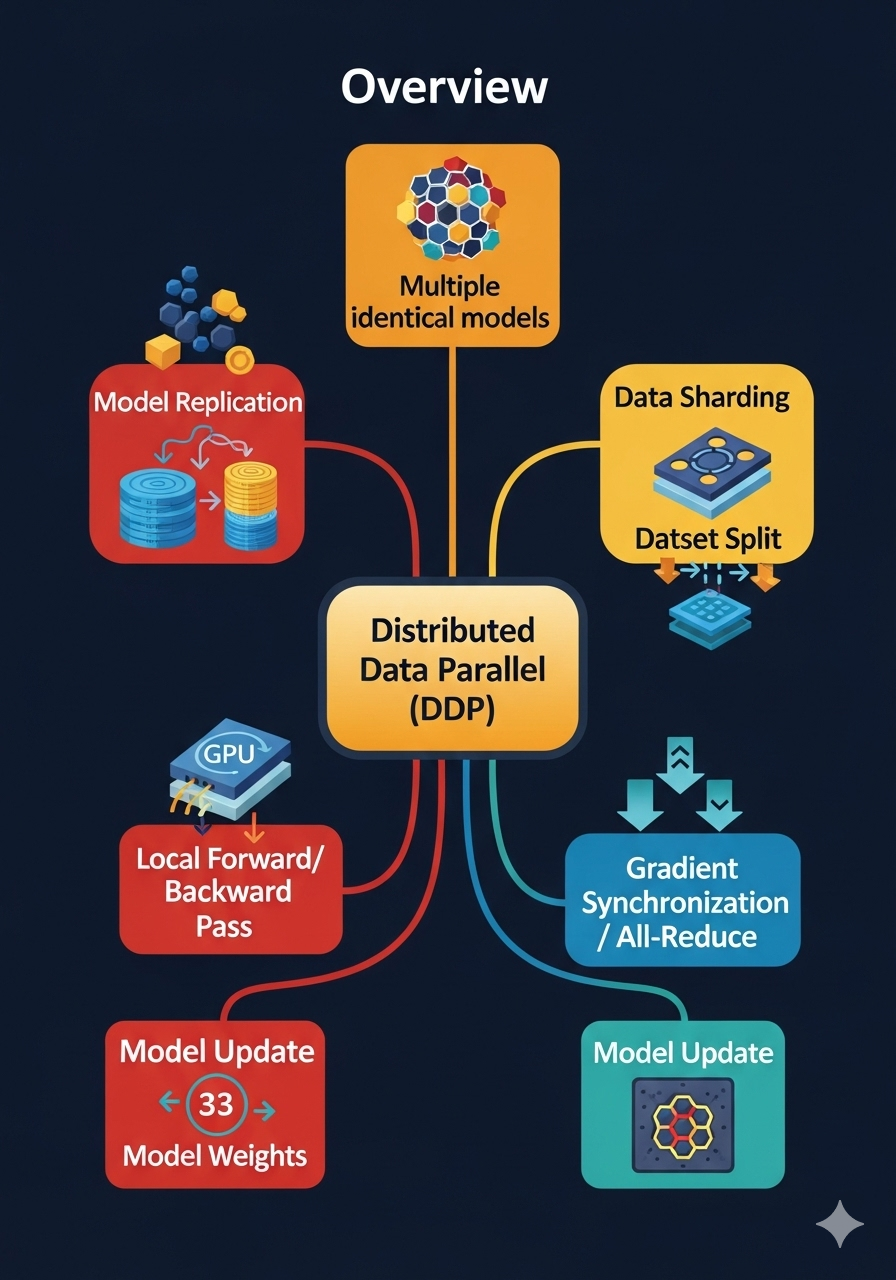 Overview
Multiple
identical models
Model Replication
Data Sharding
Datset Split
Distributed
Data Parallel
(DDP)
GPU
Local Forward/
Backward
Pass
Gradient
Synchronization
/ All-Reduce
Model Update
33
Model Weights
Model Update